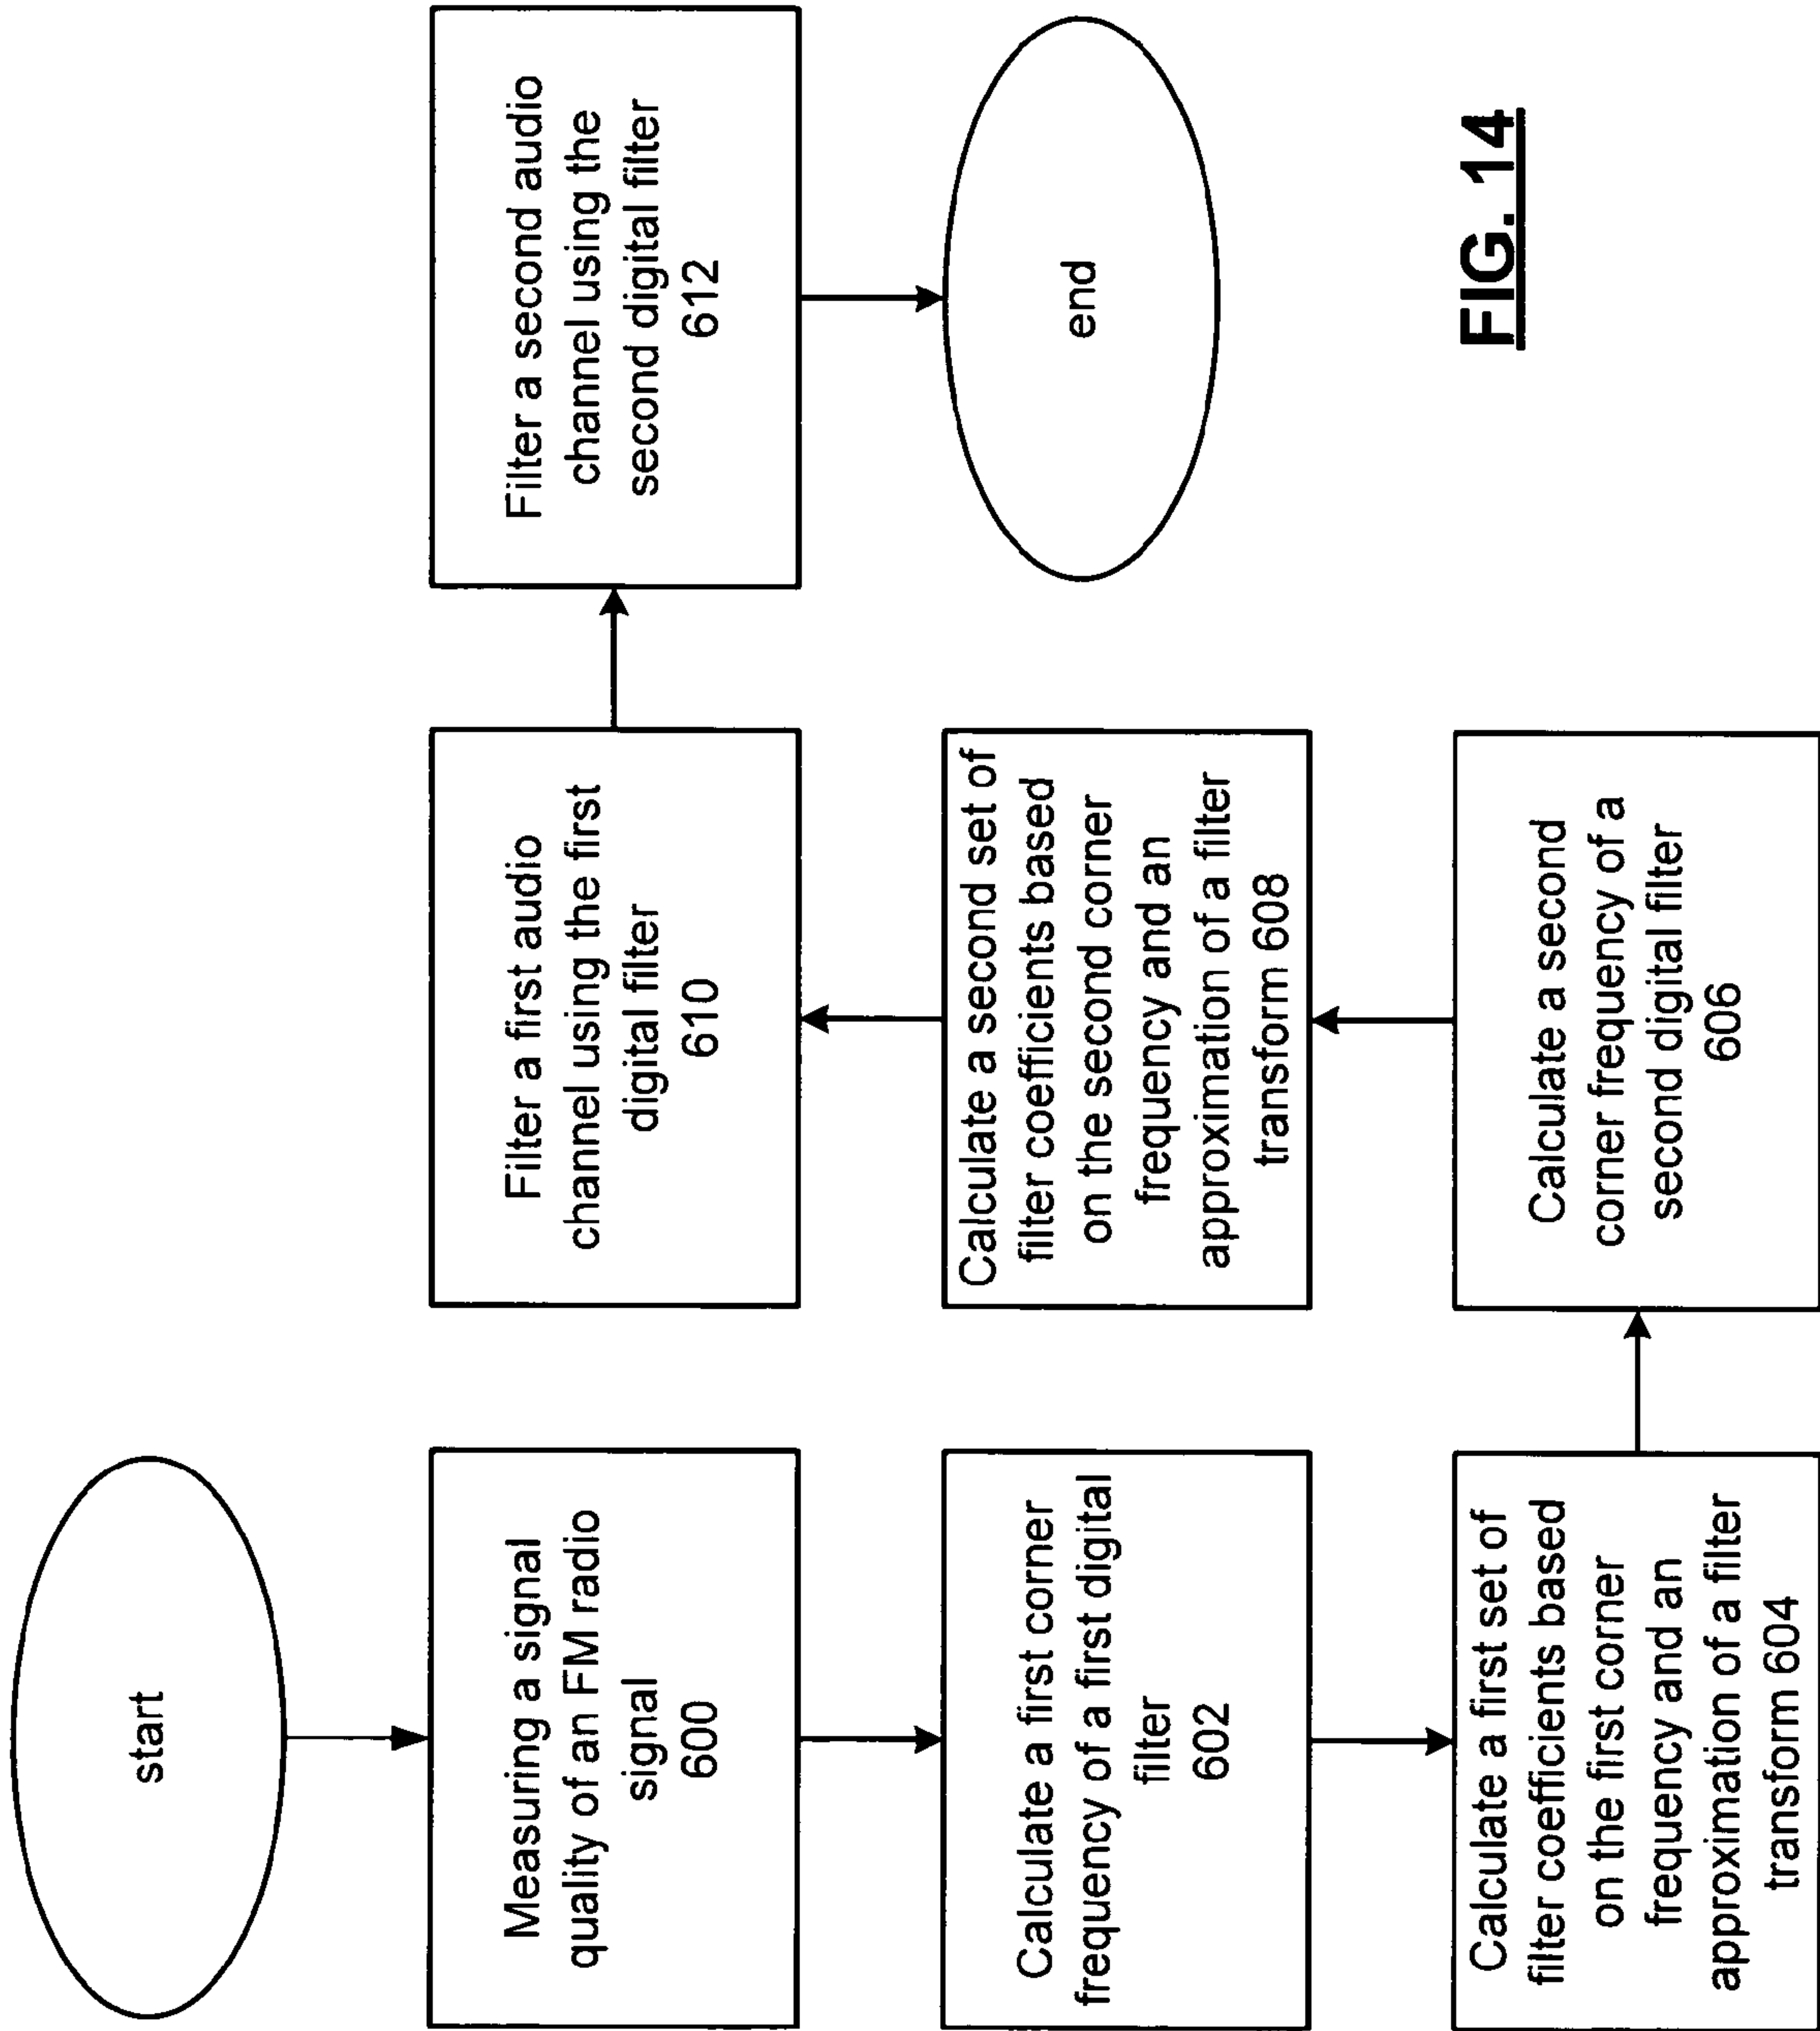 start
Measuring a signal
quality of an FM radio
signal
600
Calculate a first corner
frequency of a first digital
filter
602
Calculate a first set of
filter coefficients based
on the first corner
frequency and an
approximation of a filter
transform 604
Calculate a second
corner frequency of a
second digital filter
606
Calculate a second set of
filter coefficients based
on the second corner
frequency and an
approximation of a filter
transform 608
Filter a first audio
channel using the first
digital filter
610
Filter a second audio
channel using the
second digital filter
612
end
FIG. 14